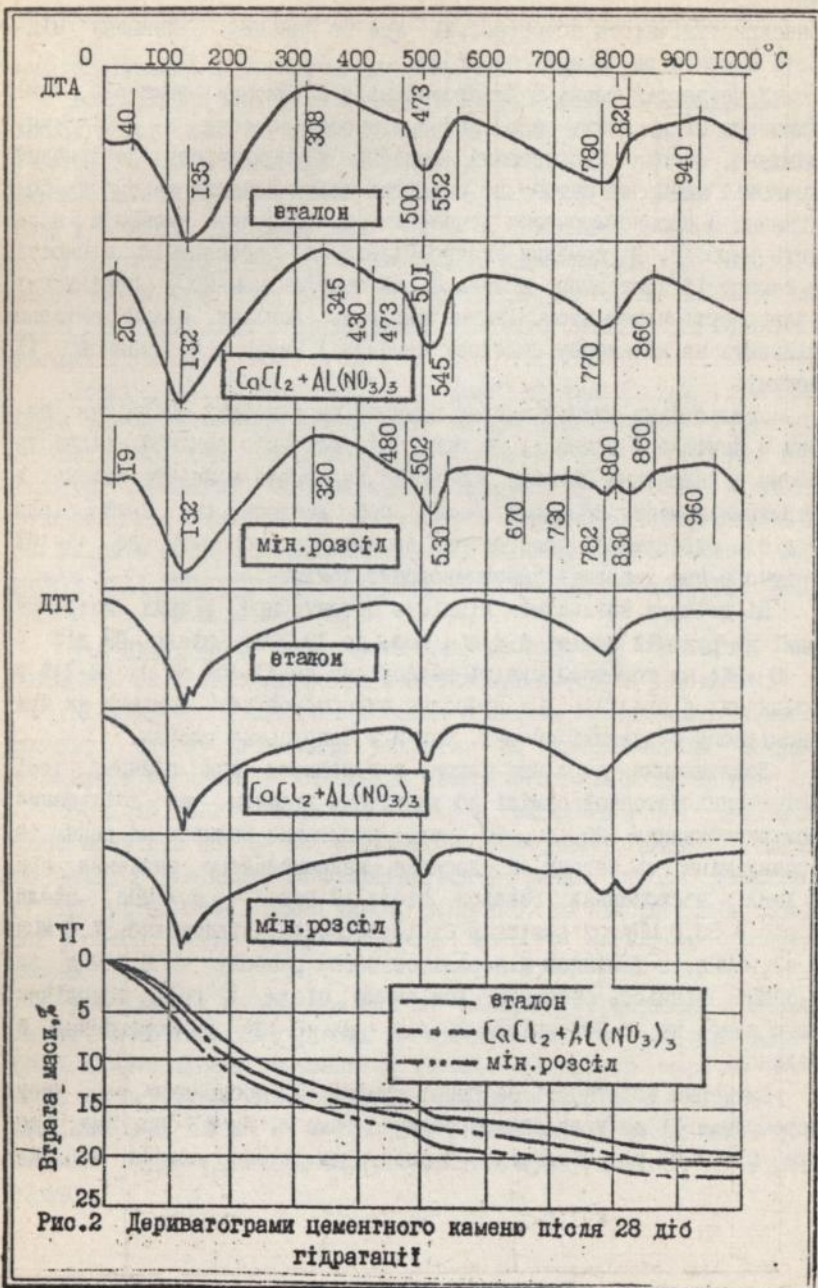 0 100 200 300 400 500 600 700 800 900 1000 °C
ДТА
40
135
308
473
500
552
780
820
940
еталон
20
132
345
430
473
501
545
770
860
CaCl₂+Al(NO₃)₃
19
132
320
480
502
530
670
730
782
800
830
860
960
мін.розсіл
ДТГ
еталон
CaCl₂+Al(NO₃)₃
мін.розсіл
ТГ
Втрата маси,%
0
5
10
15
20
25
еталон
CaCl₂+Al(NO₃)₃
мін.розсіл
Рис.2 Дериватограми цементного каменю після 28 діб
гідратації